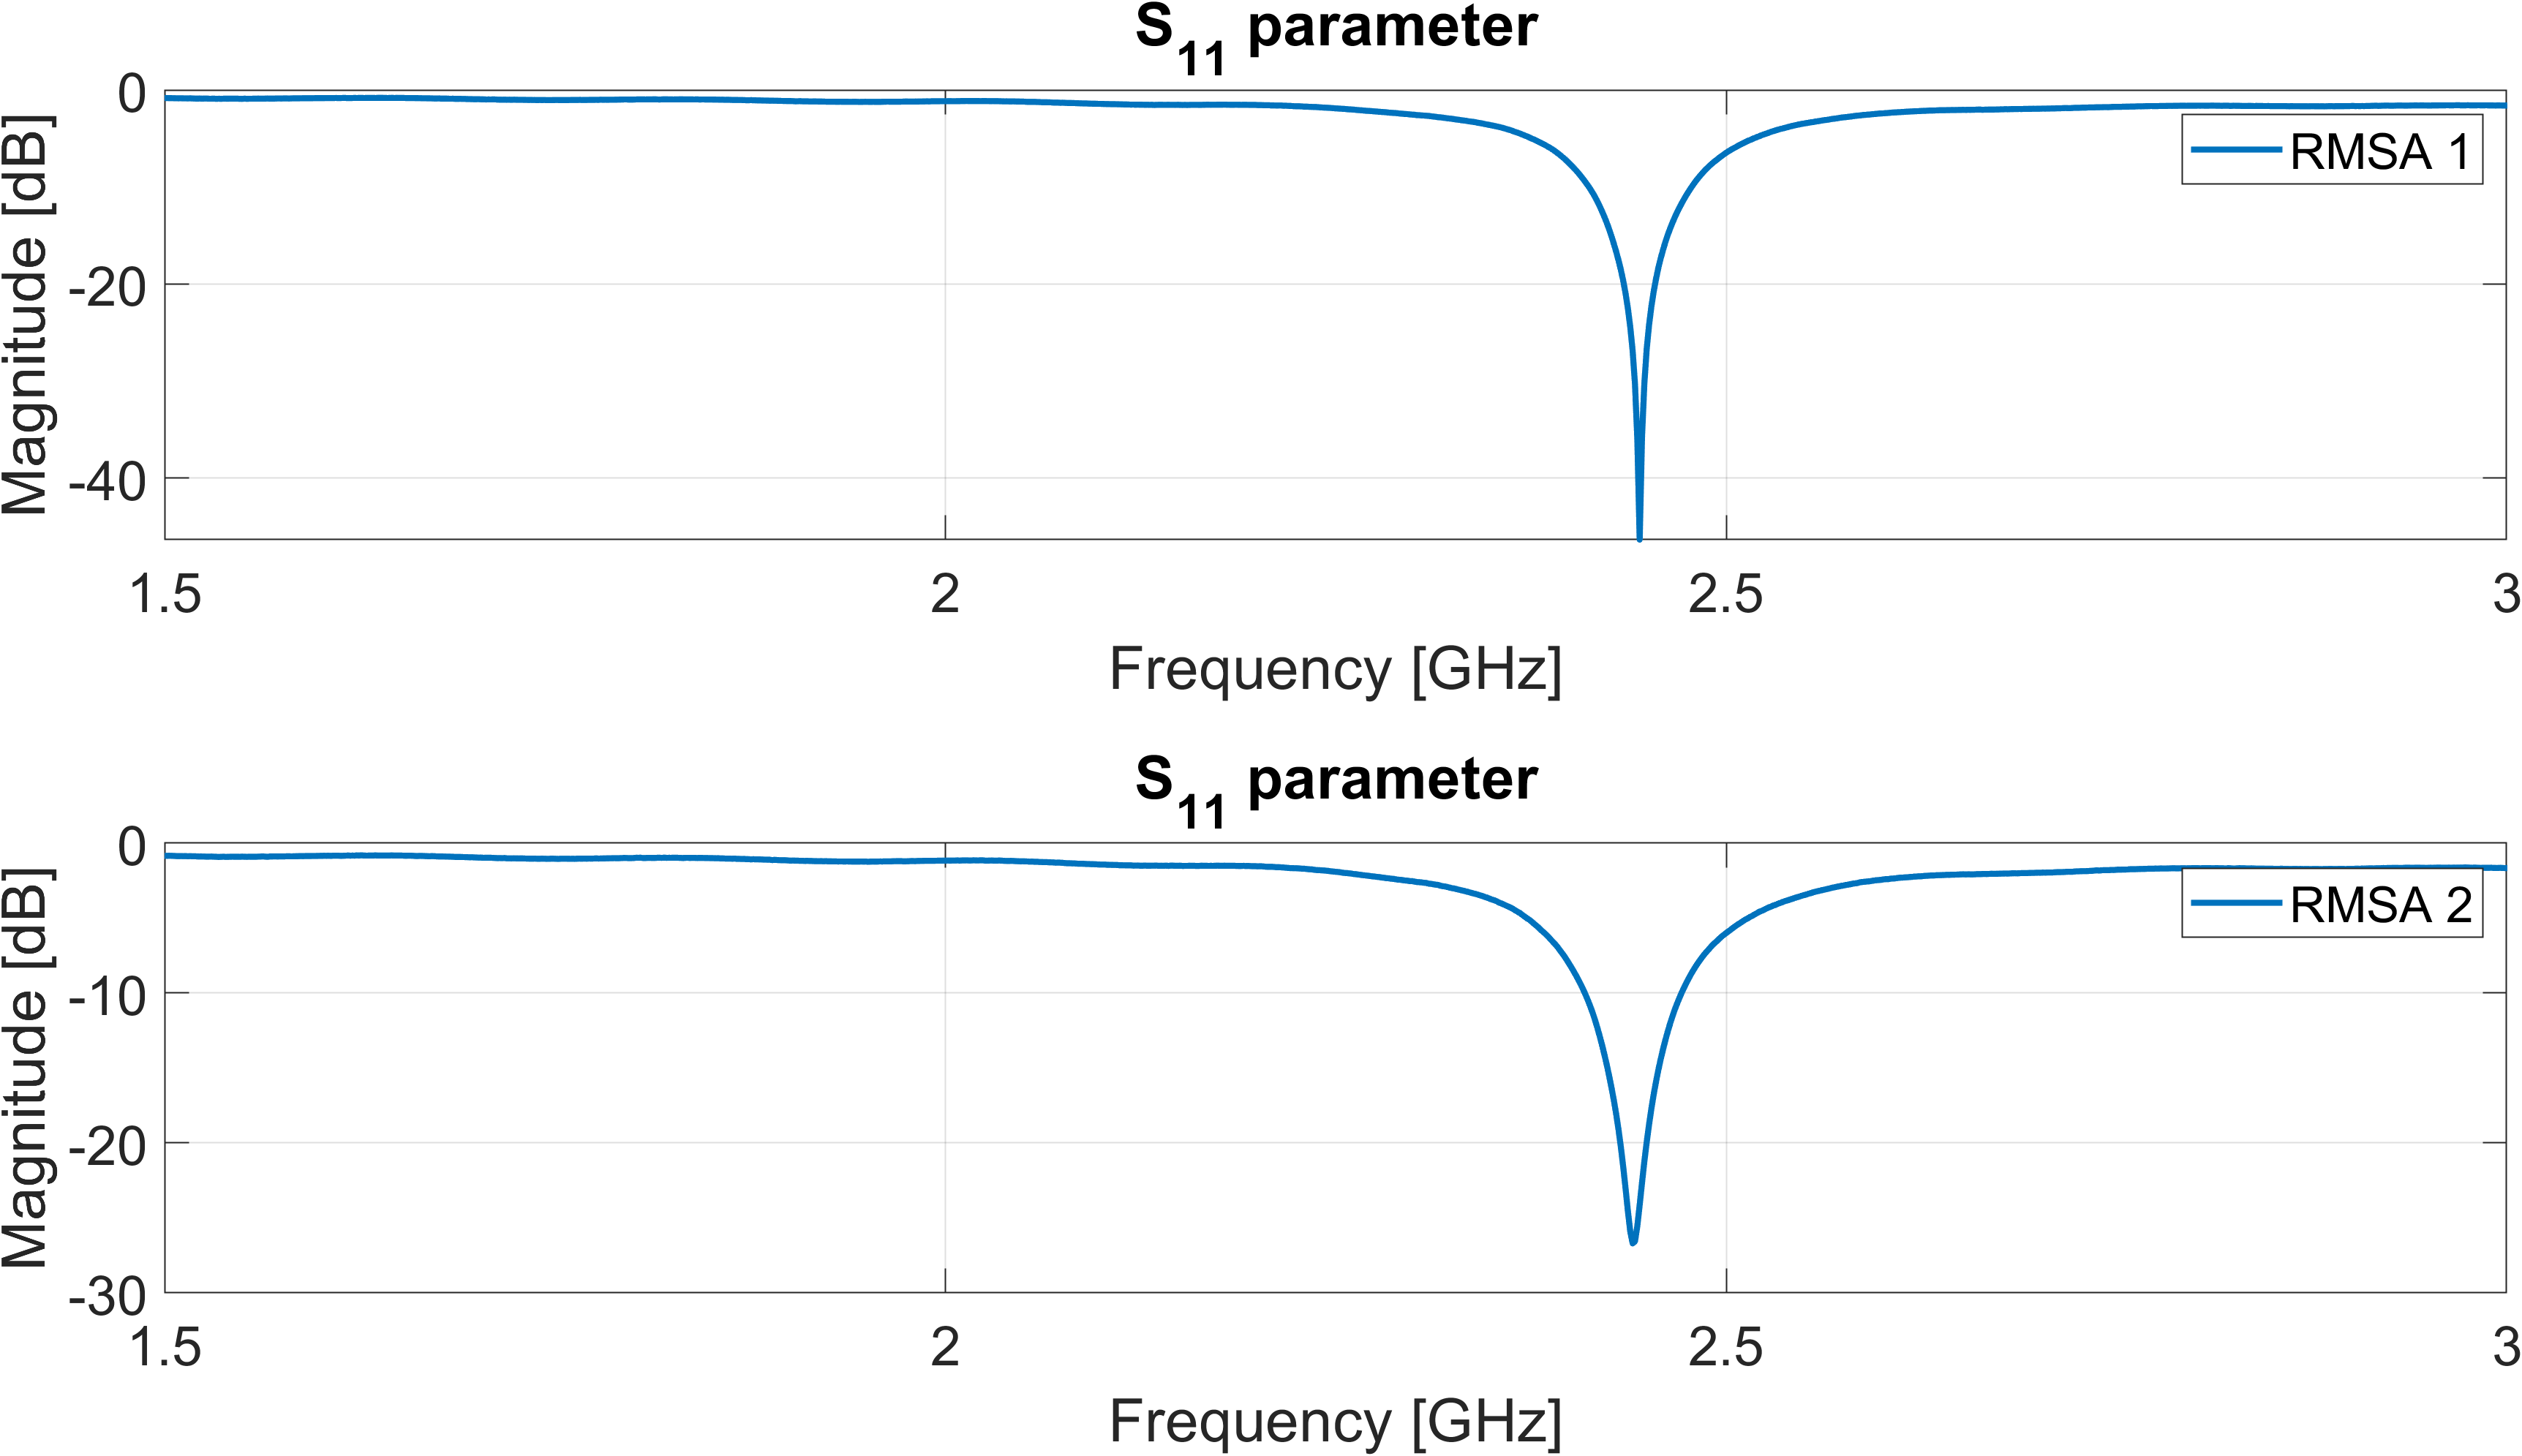 S11 parameter
Magnitude [dB]
0
-20
-40
RMSA 1
1.5 2 2.5 3
Frequency [GHz]
S11 parameter
Magnitude [dB]
0
-10
-20
-30
RMSA 2
1.5 2 2.5 3
Frequency [GHz]